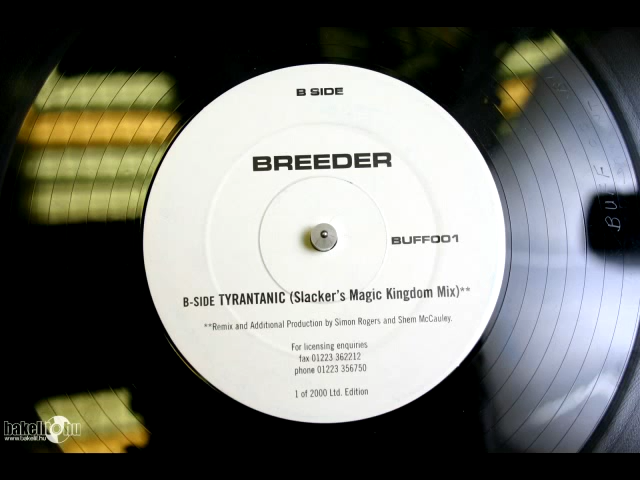 B SIDE
BREEDER
BUFF001
B-SIDE TYRANTANIC (Slacker's Magic Kingdom Mix)**
**Remix and Additional Production by Simon Rogers and Shem McCauley.
For licensing enquiries
fax 01223 362212
phone 01223 356750
1 of 2000 Ltd. Edition
BUFF
bakelit hu
www.bakelit.hu